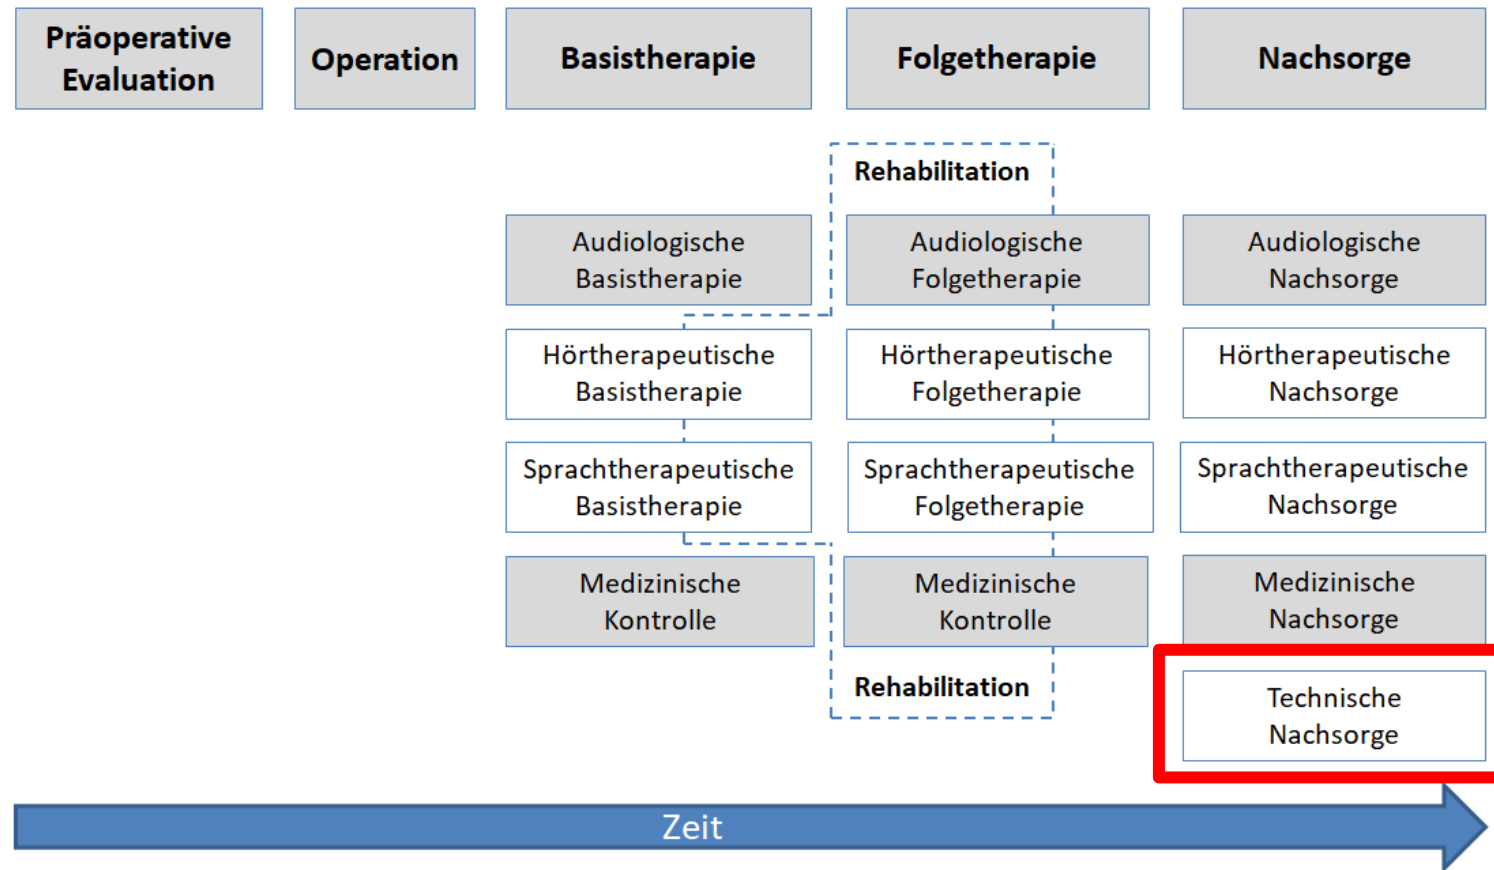 Präoperative
Evaluation
Operation
Basistherapie
Folgetherapie
Nachsorge
Rehabilitation
Audiologische
Basistherapie
Audiologische
Folgetherapie
Audiologische
Nachsorge
Hörtherapeutische
Basistherapie
Hörtherapeutische
Folgetherapie
Hörtherapeutische
Nachsorge
Sprachtherapeutische
Basistherapie
Sprachtherapeutische
Folgetherapie
Sprachtherapeutische
Nachsorge
Medizinische
Kontrolle
Medizinische
Kontrolle
Medizinische
Nachsorge
Rehabilitation
Technische
Nachsorge
Zeit